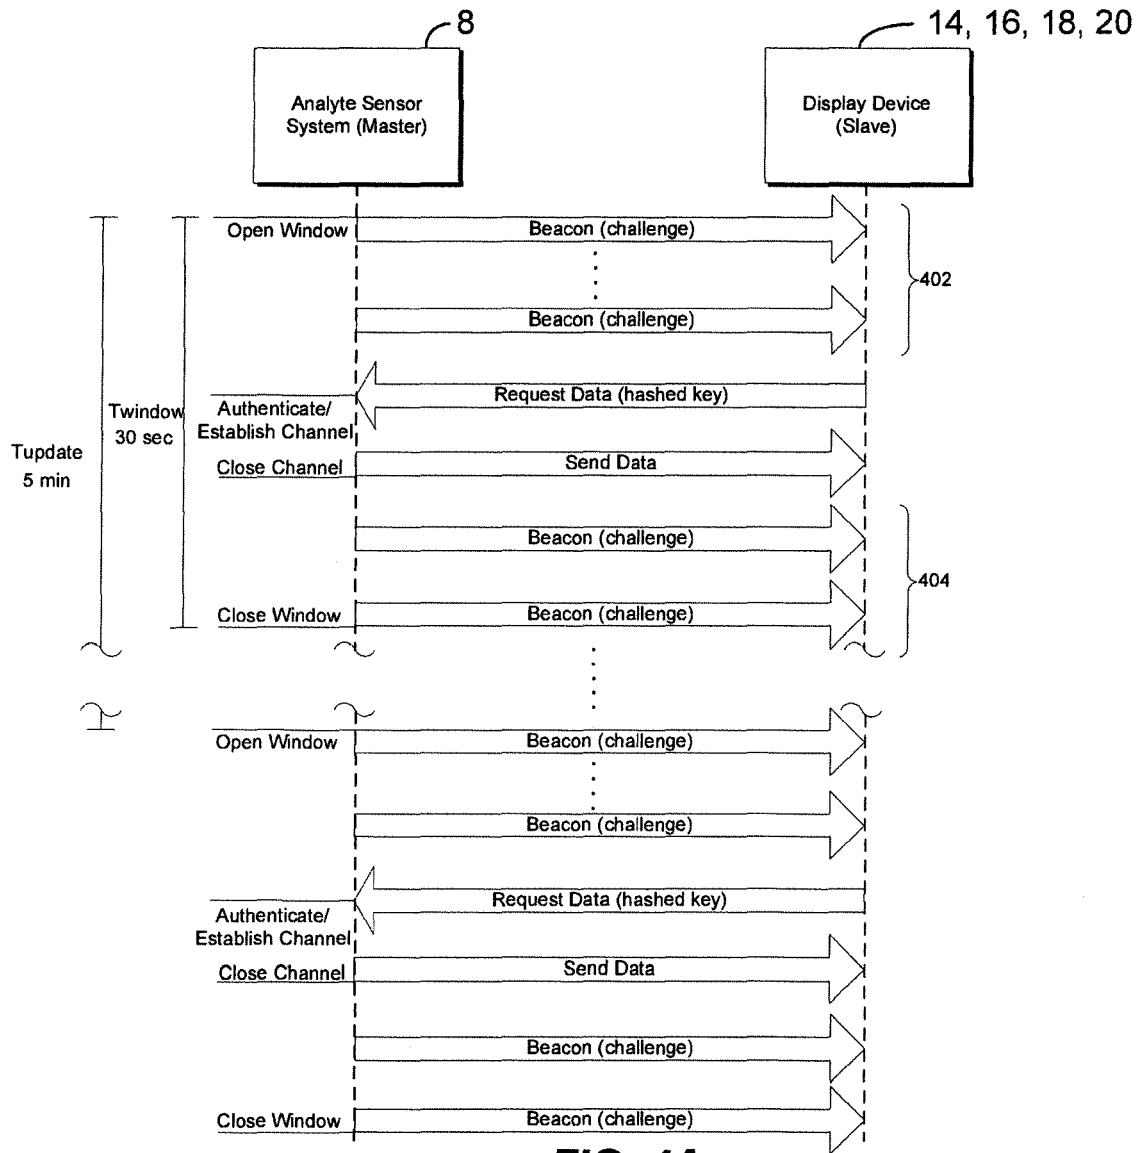 8
14, 16, 18, 20
Analyte Sensor
System (Master)
Display Device
(Slave)
Open Window
Beacon (challenge)
402
Beacon (challenge)
Request Data (hashed key)
Authenticate/
Establish Channel
Twindow
30 sec
Tupdate
5 min
Close Channel
Send Data
Beacon (challenge)
404
Close Window
Beacon (challenge)
Open Window
Beacon (challenge)
Beacon (challenge)
Request Data (hashed key)
Authenticate/
Establish Channel
Close Channel
Send Data
Beacon (challenge)
Close Window
Beacon (challenge)